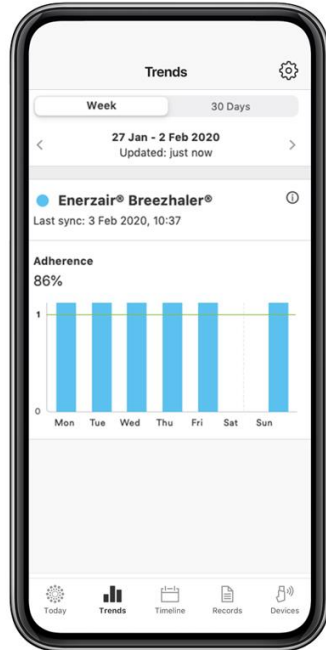 Trends
Week 30 Days
27 Jan - 2 Feb 2020
Updated: just now
Enerzair® Breezhaler®
Last sync: 3 Feb 2020, 10:37
Adherence
86%
1
0
Mon Tue Wed Thu Fri Sat Sun
Today Trends Timeline Records Devices